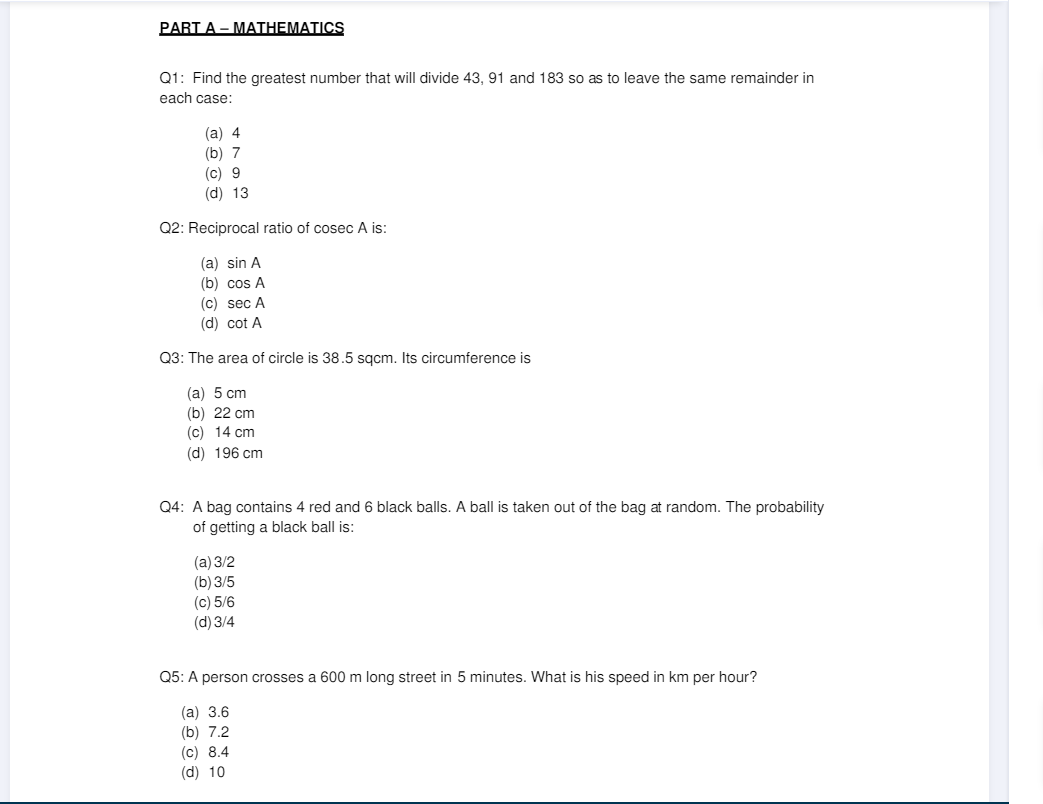 PART A – MATHEMATICS
Q1: Find the greatest number that will divide 43, 91 and 183 so as to leave the same remainder in
each case:
(a) 4
(b) 7
(c) 9
(d) 13
Q2: Reciprocal ratio of cosec A is:
(a) sin A
(b) cos A
(c) sec A
(d) cot A
Q3: The area of circle is 38.5 sqcm. Its circumference is
(a) 5 cm
(b) 22 cm
(c) 14 cm
(d) 196 cm
Q4: A bag contains 4 red and 6 black balls. A ball is taken out of the bag at random. The probability
of getting a black ball is:
(a) 3/2
(b) 3/5
(c) 5/6
(d) 3/4
Q5: A person crosses a 600 m long street in 5 minutes. What is his speed in km per hour?
(a) 3.6
(b) 7.2
(c) 8.4
(d) 10